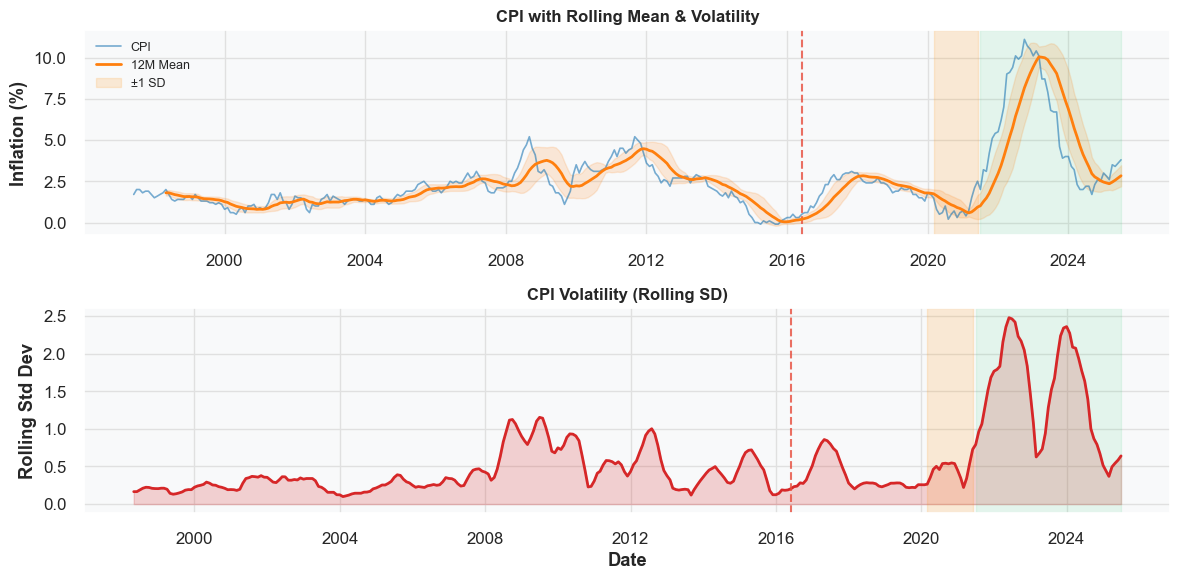 CPI with Rolling Mean & Volatility
Inflation (%)
10.0
7.5
5.0
2.5
0.0
CPI
12M Mean
±1 SD
2000 2004 2008 2012 2016 2020 2024
CPI Volatility (Rolling SD)
Rolling Std Dev
2.5
2.0
1.5
1.0
0.5
0.0
2000 2004 2008 2012 2016 2020 2024
Date